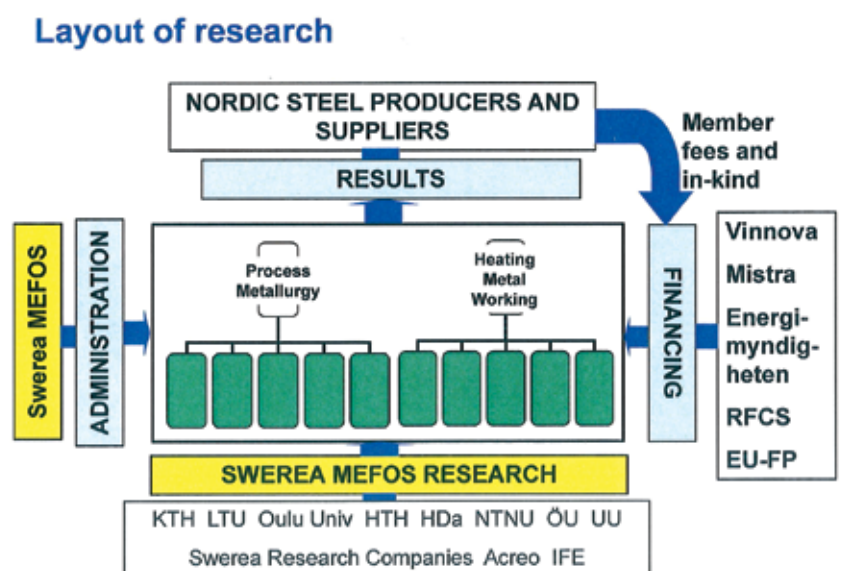 Layout of research
NORDIC STEEL PRODUCERS AND
SUPPLIERS
Member
fees and
in-kind
RESULTS
Swerea MEFOS
ADMINISTRATION
Process
Metallurgy
Heating
Metal
Working
FINANCING
Vinnova
Mistra
Energi-
myndig-
heten
RFCS
EU-FP
SWEREA MEFOS RESEARCH
KTH LTU Oulu Univ HTH HDa NTNU ÖU UU
Swerea Research Companies Acreo IFE